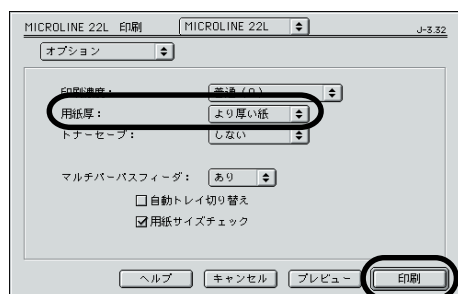 MICROLINE 22L 印刷 MICROLINE 22L J-3.32
オプション
印刷濃度： 普通（0）
用紙厚： より厚い紙
トナーセーブ： しない
マルチパーパスフィーダ： あり
自動トレイ切り替え
用紙サイズチェック
ヘルプ キャンセル プレビュー 印刷